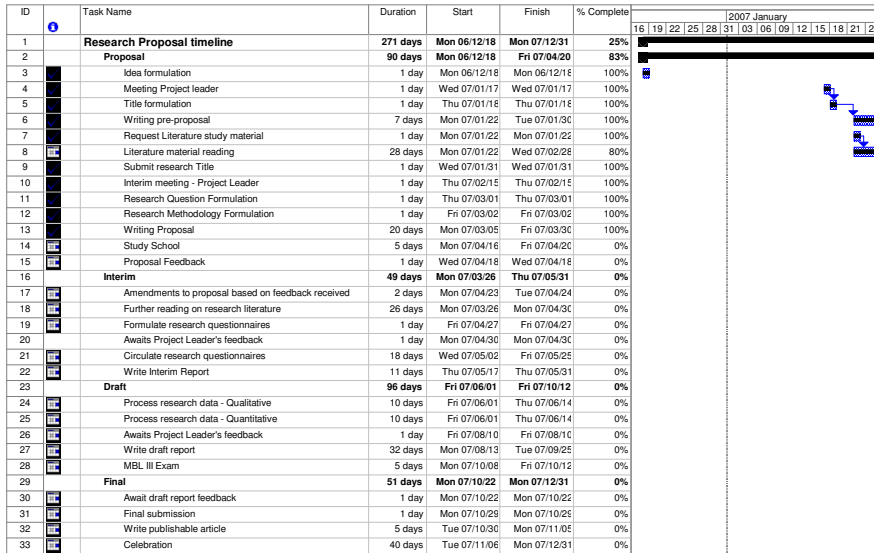 ID Task Name Duration Start Finish % Complete
2007 January
16 19 22 25 28 31 03 06 09 12 15 18 21
1 Research Proposal timeline 271 days Mon 06/12/18 Mon 07/12/31 25%
2 Proposal 90 days Mon 06/12/18 Fri 07/04/20 83%
3 Idea formulation 1 day Mon 06/12/18 Mon 06/12/18 100%
4 Meeting Project leader 1 day Wed 07/01/17 Wed 07/01/17 100%
5 Title formulation 1 day Thu 07/01/18 Thu 07/01/18 100%
6 Writing pre-proposal 7 days Mon 07/01/22 Tue 07/01/30 100%
7 Request Literature study material 1 day Mon 07/01/22 Mon 07/01/22 100%
8 Literature material reading 28 days Mon 07/01/22 Wed 07/02/28 80%
9 Submit research Title 1 day Wed 07/01/31 Wed 07/01/31 100%
10 Interim meeting - Project Leader 1 day Thu 07/02/15 Thu 07/02/15 100%
11 Research Question Formulation 1 day Thu 07/03/01 Thu 07/03/01 100%
12 Research Methodology Formulation 1 day Fri 07/03/02 Fri 07/03/02 100%
13 Writing Proposal 20 days Mon 07/03/05 Fri 07/03/30 100%
14 Study School 5 days Mon 07/04/16 Fri 07/04/20 0%
15 Proposal Feedback 1 day Wed 07/04/18 Wed 07/04/18 0%
16 Interim 49 days Mon 07/03/26 Thu 07/05/31 0%
17 Amendments to proposal based on feedback received 2 days Mon 07/04/23 Tue 07/04/24 0%
18 Further reading on research literature 26 days Mon 07/03/26 Mon 07/04/30 0%
19 Formulate research questionnaires 1 day Fri 07/04/27 Fri 07/04/27 0%
20 Awaits Project Leader's feedback 1 day Mon 07/04/30 Mon 07/04/30 0%
21 Circulate research questionnaires 18 days Wed 07/05/02 Fri 07/05/25 0%
22 Write Interim Report 11 days Thu 07/05/17 Thu 07/05/31 0%
23 Draft 96 days Fri 07/06/01 Fri 07/10/12 0%
24 Process research data - Qualitative 10 days Fri 07/06/01 Thu 07/06/14 0%
25 Process research data - Quantitative 10 days Fri 07/06/01 Thu 07/06/14 0%
26 Awaits Project Leader's feedback 1 day Fri 07/08/10 Fri 07/08/10 0%
27 Write draft report 32 days Mon 07/08/13 Tue 07/09/25 0%
28 MBL III Exam 5 days Mon 07/10/08 Fri 07/10/12 0%
29 Final 51 days Mon 07/10/22 Mon 07/12/31 0%
30 Await draft report feedback 1 day Mon 07/10/22 Mon 07/10/22 0%
31 Final submission 1 day Mon 07/10/29 Mon 07/10/29 0%
32 Write publishable article 5 days Tue 07/10/30 Mon 07/11/05 0%
33 Celebration 40 days Tue 07/11/06 Mon 07/12/31 0%